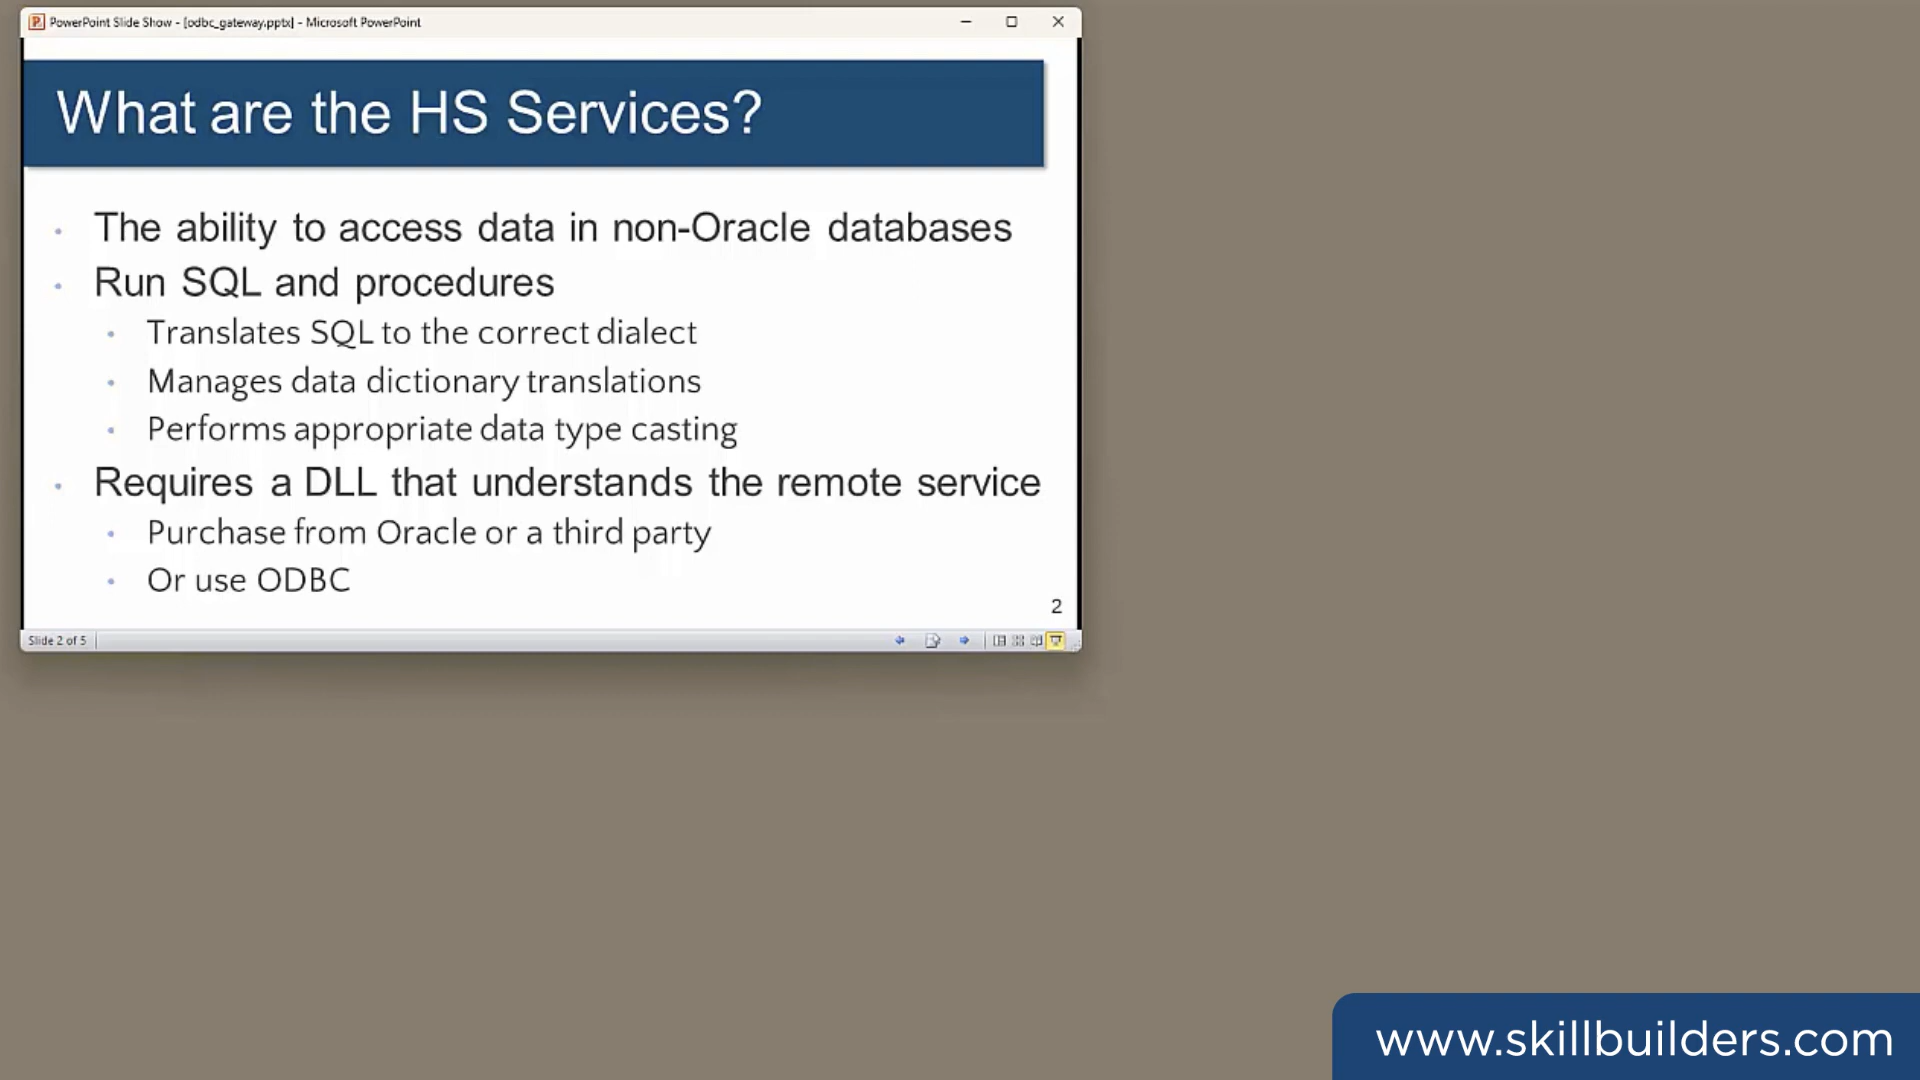 PowerPoint Slide Show - [odbc_gateway.pptx] - Microsoft PowerPoint
What are the HS Services?
The ability to access data in non-Oracle databases
Run SQL and procedures
Translates SQL to the correct dialect
Manages data dictionary translations
Performs appropriate data type casting
Requires a DLL that understands the remote service
Purchase from Oracle or a third party
Or use ODBC
2
Slide 2 of 5
www.skillbuilders.com